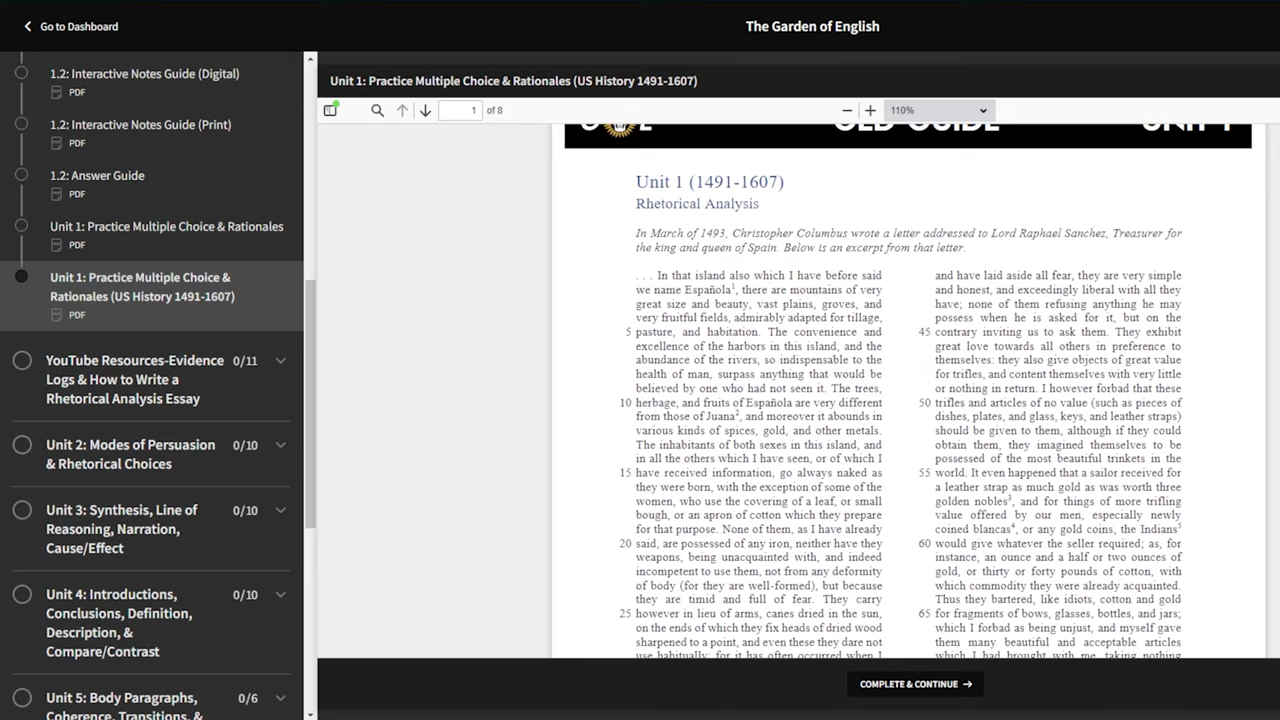 Go to Dashboard
The Garden of English
1.2: Interactive Notes Guide (Digital)
PDF
1.2: Interactive Notes Guide (Print)
PDF
1.2: Answer Guide
PDF
Unit 1: Practice Multiple Choice & Rationales
PDF
Unit 1: Practice Multiple Choice &
Rationales (US History 1491-1607)
PDF
YouTube Resources-Evidence
Logs & How to Write a
Rhetorical Analysis Essay
0/11
Unit 2: Modes of Persuasion
& Rhetorical Choices
0/10
Unit 3: Synthesis, Line of
Reasoning, Narration,
Cause/Effect
0/10
Unit 4: Introductions,
Conclusions, Definition,
Description, &
Compare/Contrast
0/10
Unit 5: Body Paragraphs,
Coherence, Transitions, &
0/6
Unit 1: Practice Multiple Choice & Rationales (US History 1491-1607)
1 of 8
110%
Unit 1 (1491-1607)
Rhetorical Analysis
In March of 1493, Christopher Columbus wrote a letter addressed to Lord Raphael Sanchez, Treasurer for
the king and queen of Spain. Below is an excerpt from that letter.
. . . In that island also which I have before said
we name Española¹, there are mountains of very
great size and beauty, vast plains, groves, and
very fruitful fields, admirably adapted for tillage,
5 pasture, and habitation. The convenience and
excellence of the harbors in this island, and the
abundance of the rivers, so indispensable to the
health of man, surpass anything that would be
believed by one who had not seen it. The trees,
10 herbage, and fruits of Española are very different
from those of Juana², and moreover it abounds in
various kinds of spices, gold, and other metals.
The inhabitants of both sexes in this island, and
in all the others which I have seen, or of which I
15 have received information, go always naked as
they were born, with the exception of some of the
women, who use the covering of a leaf, or small
bough, or an apron of cotton which they prepare
for that purpose. None of them, as I have already
20 said, are possessed of any iron, neither have they
weapons, being unacquainted with, and indeed
incompetent to use them, not from any deformity
of body (for they are well-formed), but because
they are timid and full of fear. They carry
25 however in lieu of arms, canes dried in the sun,
on the ends of which they fix heads of dried wood
sharpened to a point, and even these they dare not
use habitually; for it has often occurred when I
and have laid aside all fear, they are very simple
and honest, and exceedingly liberal with all they
have; none of them refusing anything he may
possess when he is asked for it, but on the
45 contrary inviting us to ask them. They exhibit
great love towards all others in preference to
themselves: they also give objects of great value
for trifles, and content themselves with very little
or nothing in return. I however forbad that these
50 trifles and articles of no value (such as pieces of
dishes, plates, and glass, keys, and leather straps)
should be given to them, although if they could
obtain them, they imagined themselves to be
possessed of the most beautiful trinkets in the
55 world. It even happened that a sailor received for
a leather strap as much gold as was worth three
golden nobles³, and for things of more trifling
value offered by our men, especially newly
coined blancas⁴, or any gold coins, the Indians⁵
60 would give whatever the seller required; as, for
instance, an ounce and a half or two ounces of
gold, or thirty or forty pounds of cotton, with
which commodity they were already acquainted.
Thus they bartered, like idiots, cotton and gold
65 for fragments of bows, glasses, bottles, and jars;
which I forbad as being unjust, and myself gave
them many beautiful and acceptable articles
which I had brought with me, taking nothing
COMPLETE & CONTINUE